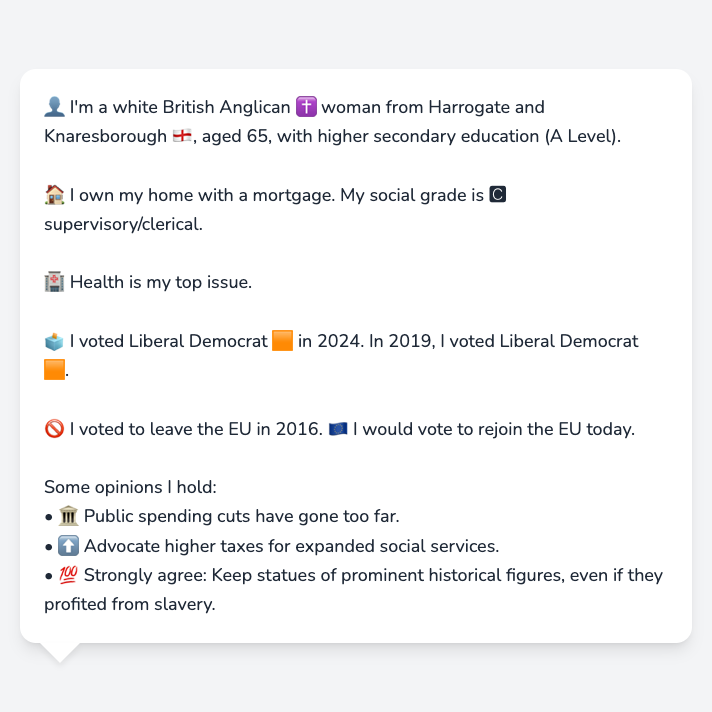 👤 I'm a white British Anglican ✝️ woman from Harrogate and
Knaresborough 🏴󠁧󠁢󠁥󠁮󠁧󠁿, aged 65, with higher secondary education (A Level).
🏠 I own my home with a mortgage. My social grade is 🅲
supervisory/clerical.
🏥 Health is my top issue.
🗳️ I voted Liberal Democrat 🟧 in 2024. In 2019, I voted Liberal Democrat
🟧.
🚫 I voted to leave the EU in 2016. 🇪🇺 I would vote to rejoin the EU today.
Some opinions I hold:
• 🏛️ Public spending cuts have gone too far.
• ⬆️ Advocate higher taxes for expanded social services.
• 💯 Strongly agree: Keep statues of prominent historical figures, even if they
profited from slavery.